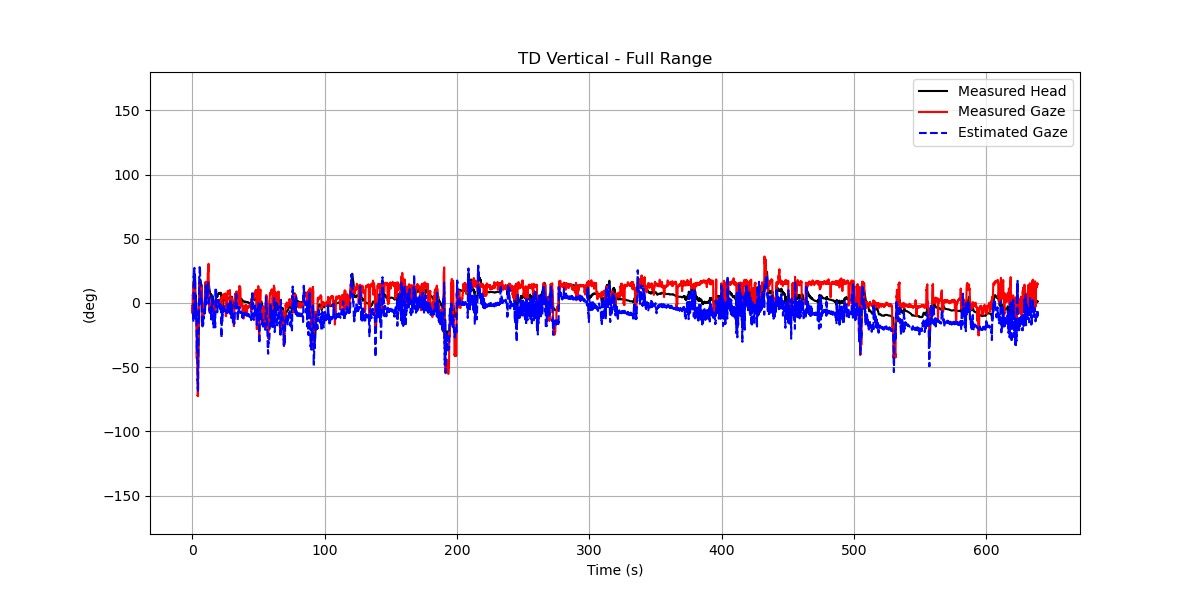 TD Vertical - Full Range
Measured Head
Measured Gaze
Estimated Gaze
150
100
50
0
−50
−100
−150
(deg)
0 100 200 300 400 500 600
Time (s)